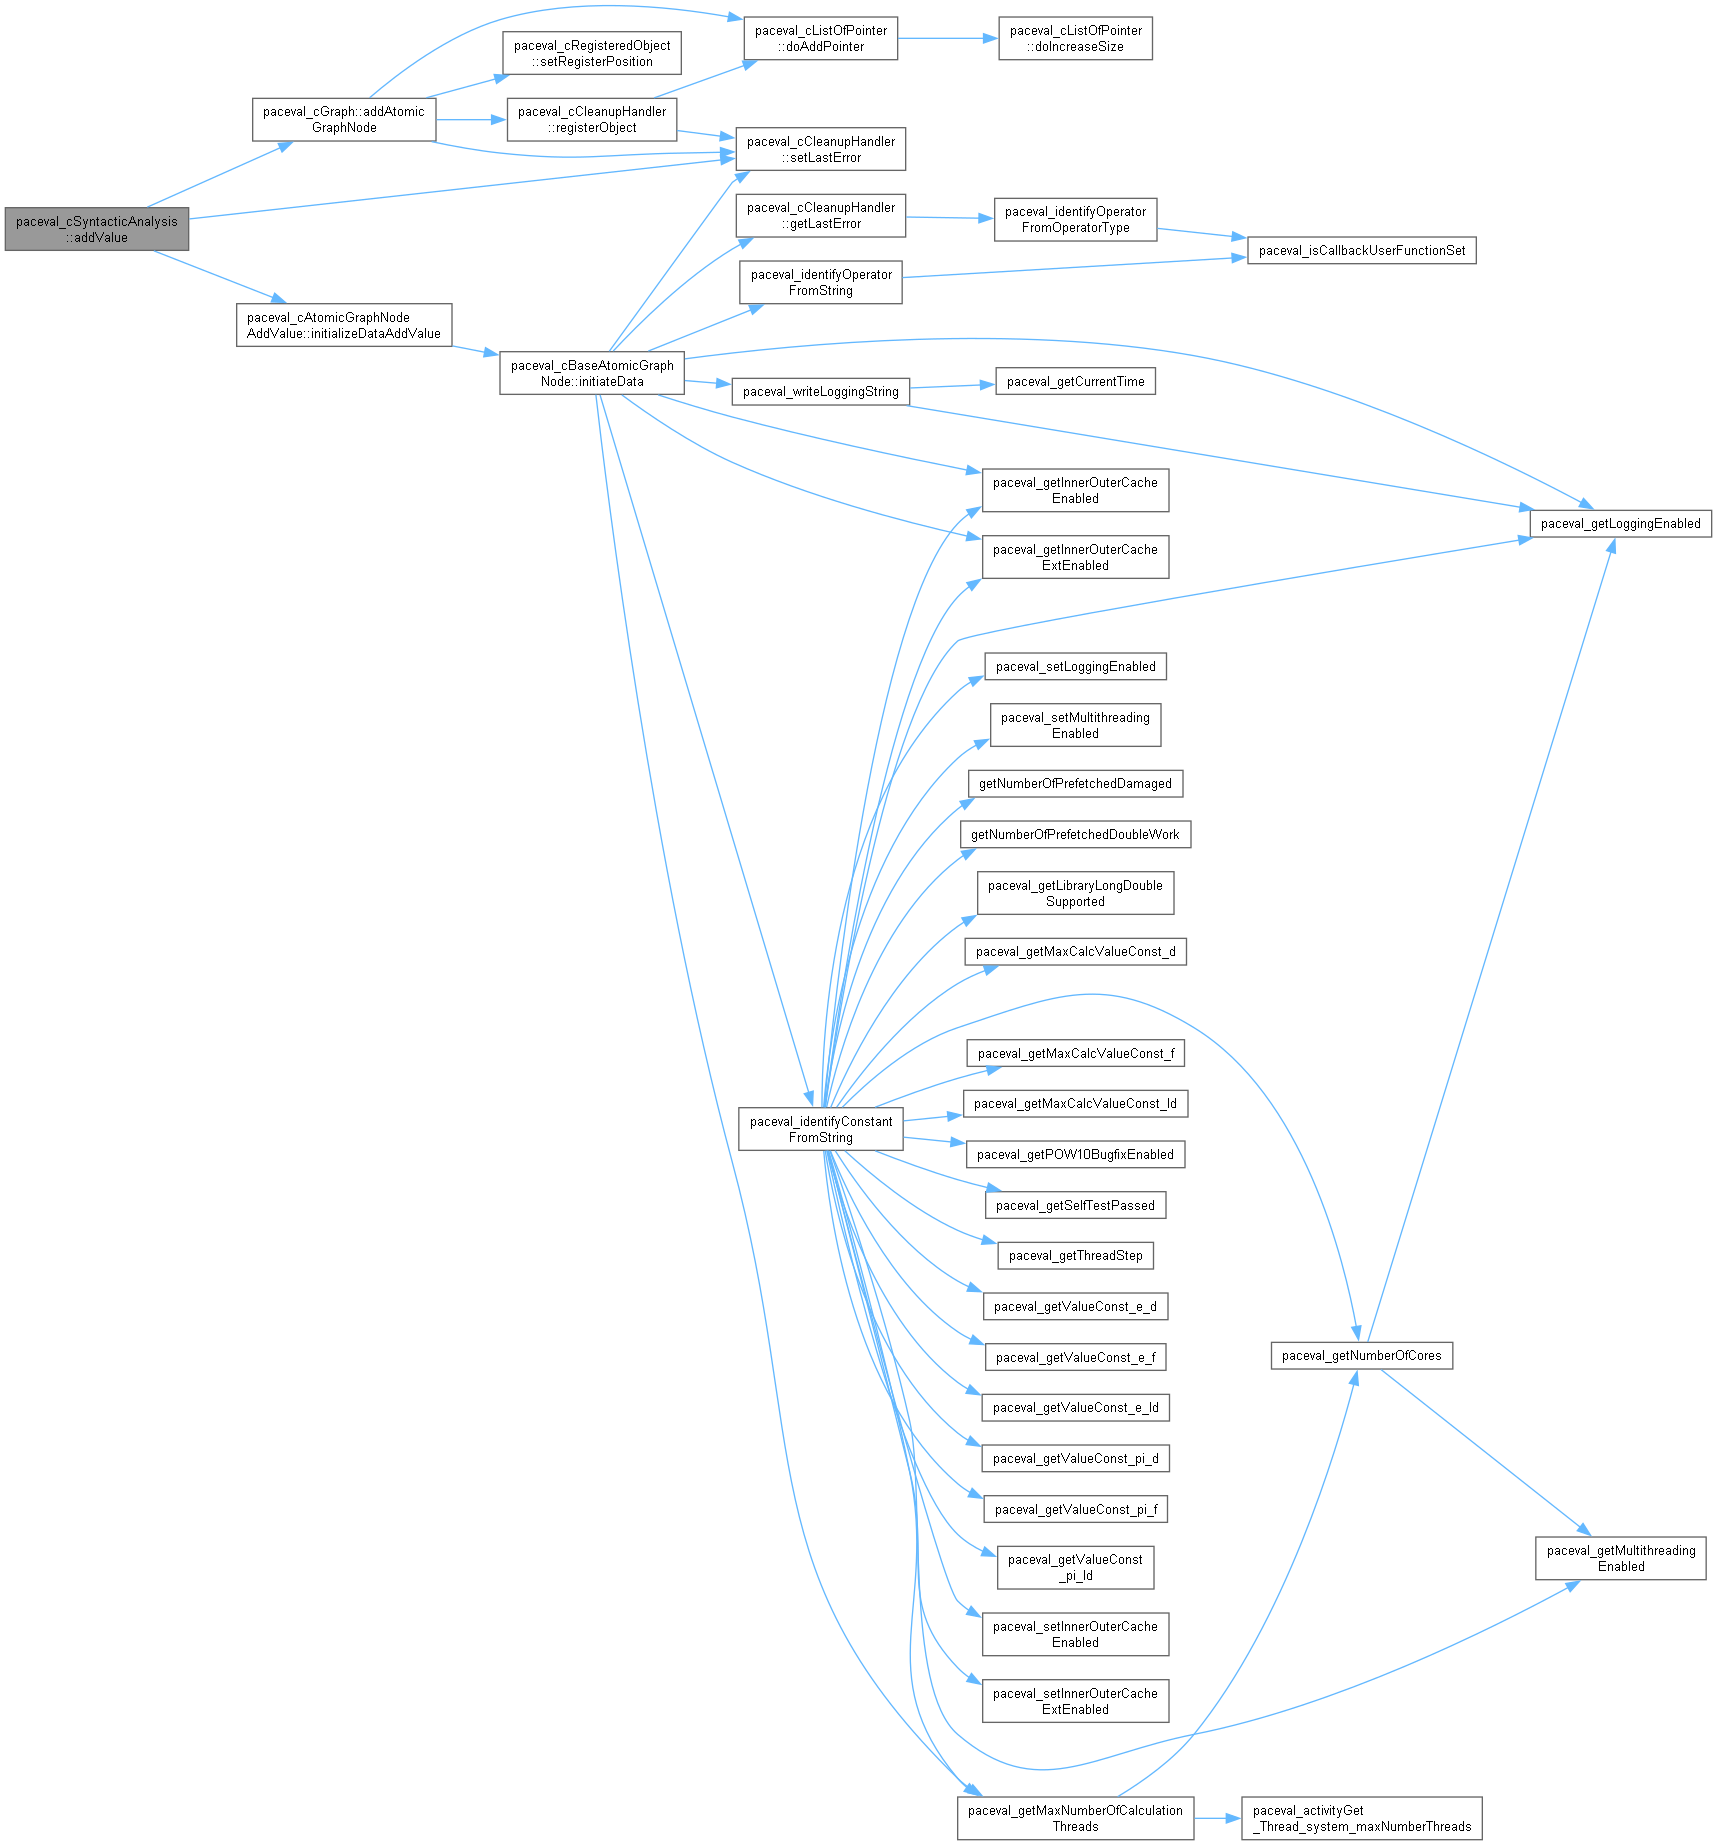 paceval_cListOfPointer
::doAddPointer
paceval_cListOfPointer
::doIncreaseSize
paceval_cRegisteredObject
::setRegisterPosition
paceval_cGraph::addAtomic
GraphNode
paceval_cCleanupHandler
::registerObject
paceval_cCleanupHandler
::setLastError
paceval_cSyntacticAnalysis
::addValue
paceval_cCleanupHandler
::getLastError
paceval_identifyOperator
FromOperatorType
paceval_isCallbackUserFunctionSet
paceval_identifyOperator
FromString
paceval_cAtomicGraphNode
AddValue::initializeDataAddValue
paceval_cBaseAtomicGraph
Node::initiateData
paceval_writeLoggingString
paceval_getCurrentTime
paceval_getInnerOuterCache
Enabled
paceval_getLoggingEnabled
paceval_getInnerOuterCache
ExtEnabled
paceval_setLoggingEnabled
paceval_setMultithreading
Enabled
getNumberOfPrefetchedDamaged
getNumberOfPrefetchedDoubleWork
paceval_getLibraryLongDouble
Supported
paceval_getMaxCalcValueConst_d
paceval_getMaxCalcValueConst_f
paceval_getMaxCalcValueConst_ld
paceval_identifyConstant
FromString
paceval_getPOW10BugfixEnabled
paceval_getSelfTestPassed
paceval_getThreadStep
paceval_getValueConst_e_d
paceval_getValueConst_e_f
paceval_getNumberOfCores
paceval_getValueConst_e_ld
paceval_getValueConst_pi_d
paceval_getValueConst_pi_f
paceval_getValueConst
_pi_ld
paceval_getMultithreading
Enabled
paceval_setInnerOuterCache
Enabled
paceval_setInnerOuterCache
ExtEnabled
paceval_getMaxNumberOfCalculation
Threads
paceval_activityGet
_Thread_system_maxNumberThreads